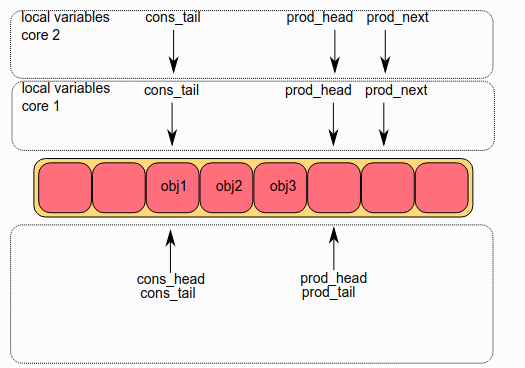 local variables
core 2
cons_tail
prod_head
prod_next
local variables
core 1
cons_tail
prod_head
prod_next
obj1
obj2
obj3
cons_head
cons_tail
prod_head
prod_tail